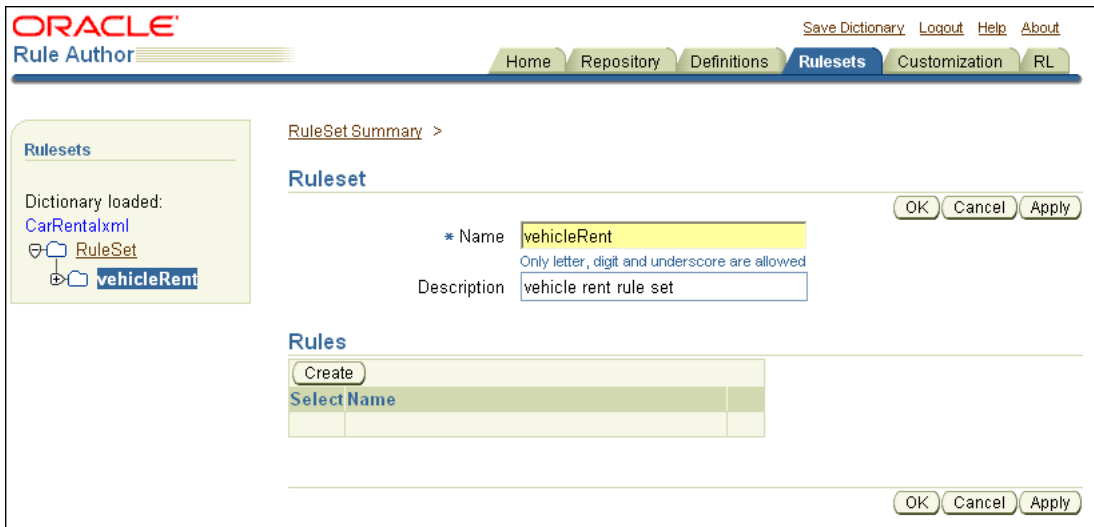 ORACLE
Rule Author
Save Dictionary Logout Help About
Home Repository Definitions Rulesets Customization RL
Rulesets
Dictionary loaded:
CarRentalxml
RuleSet
vehicleRent
RuleSet Summary >
Ruleset
OK Cancel Apply
* Name vehicleRent
Only letter, digit and underscore are allowed
Description vehicle rent rule set
Rules
Create
Select Name
OK Cancel Apply